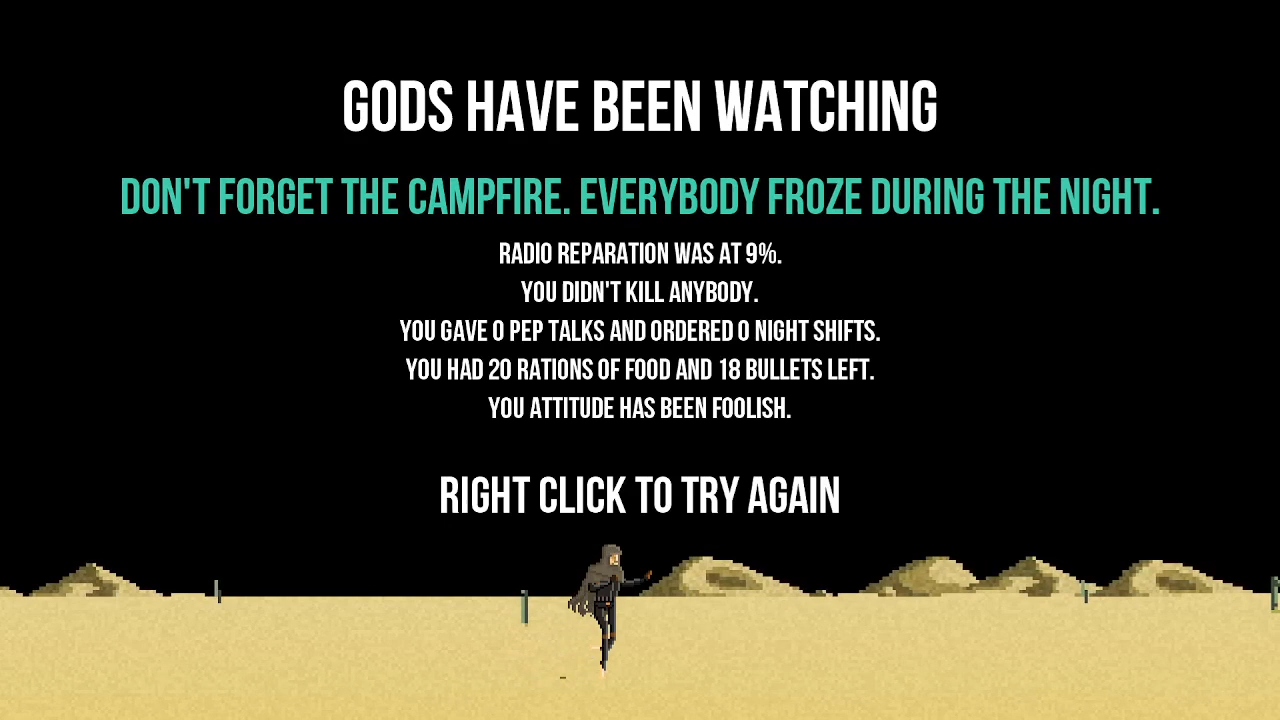 GODS HAVE BEEN WATCHING
DON'T FORGET THE CAMPFIRE. EVERYBODY FROZE DURING THE NIGHT.
RADIO REPARATION WAS AT 9%.
YOU DIDN'T KILL ANYBODY.
YOU GAVE 0 PEP TALKS AND ORDERED 0 NIGHT SHIFTS.
YOU HAD 20 RATIONS OF FOOD AND 18 BULLETS LEFT.
YOU ATTITUDE HAS BEEN FOOLISH.
RIGHT CLICK TO TRY AGAIN